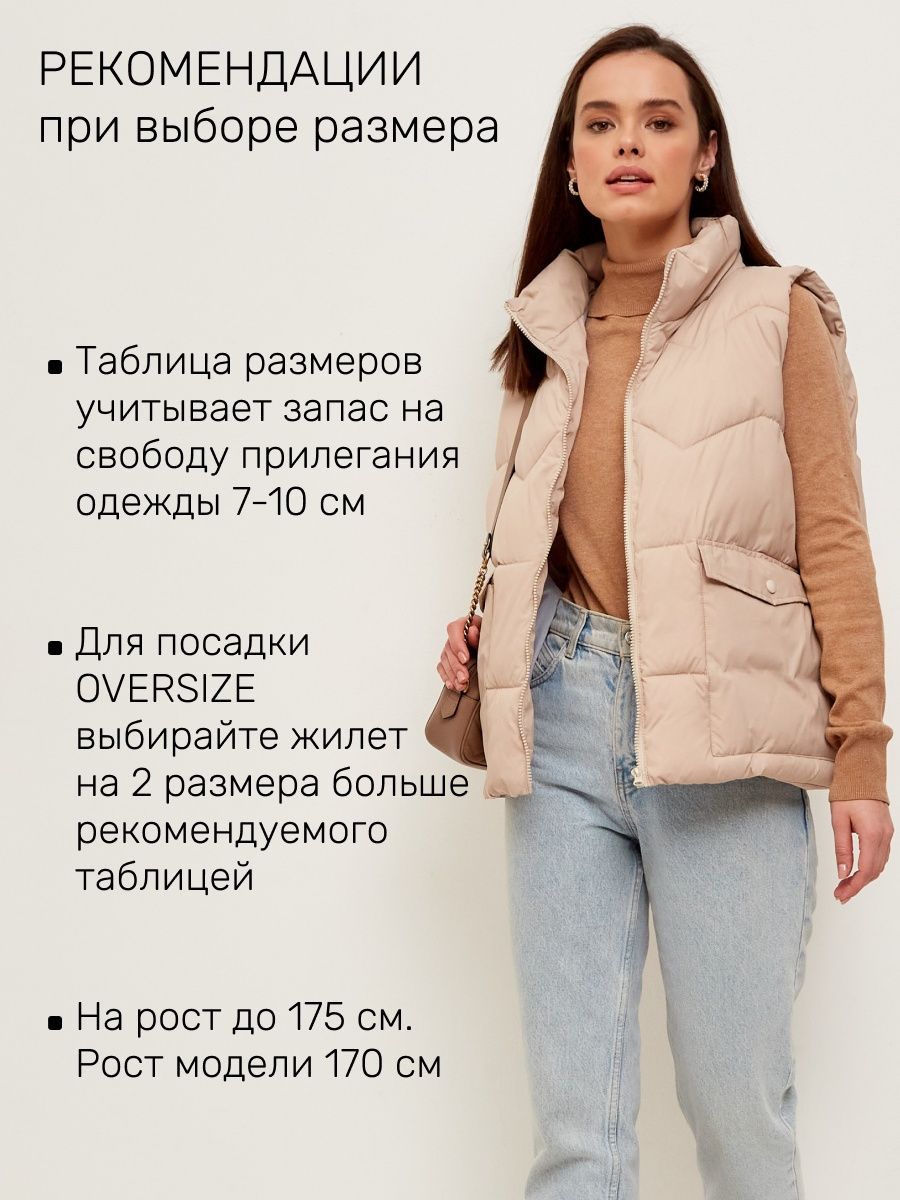 РЕКОМЕНДАЦИИ
при выборе размера
Таблица размеров
учитывает запас на
свободу прилегания
одежды 7-10 см
Для посадки
OVERSIZE
выбирайте жилет
на 2 размера больше
рекомендуемого
таблицей
На рост до 175 см.
Рост модели 170 см